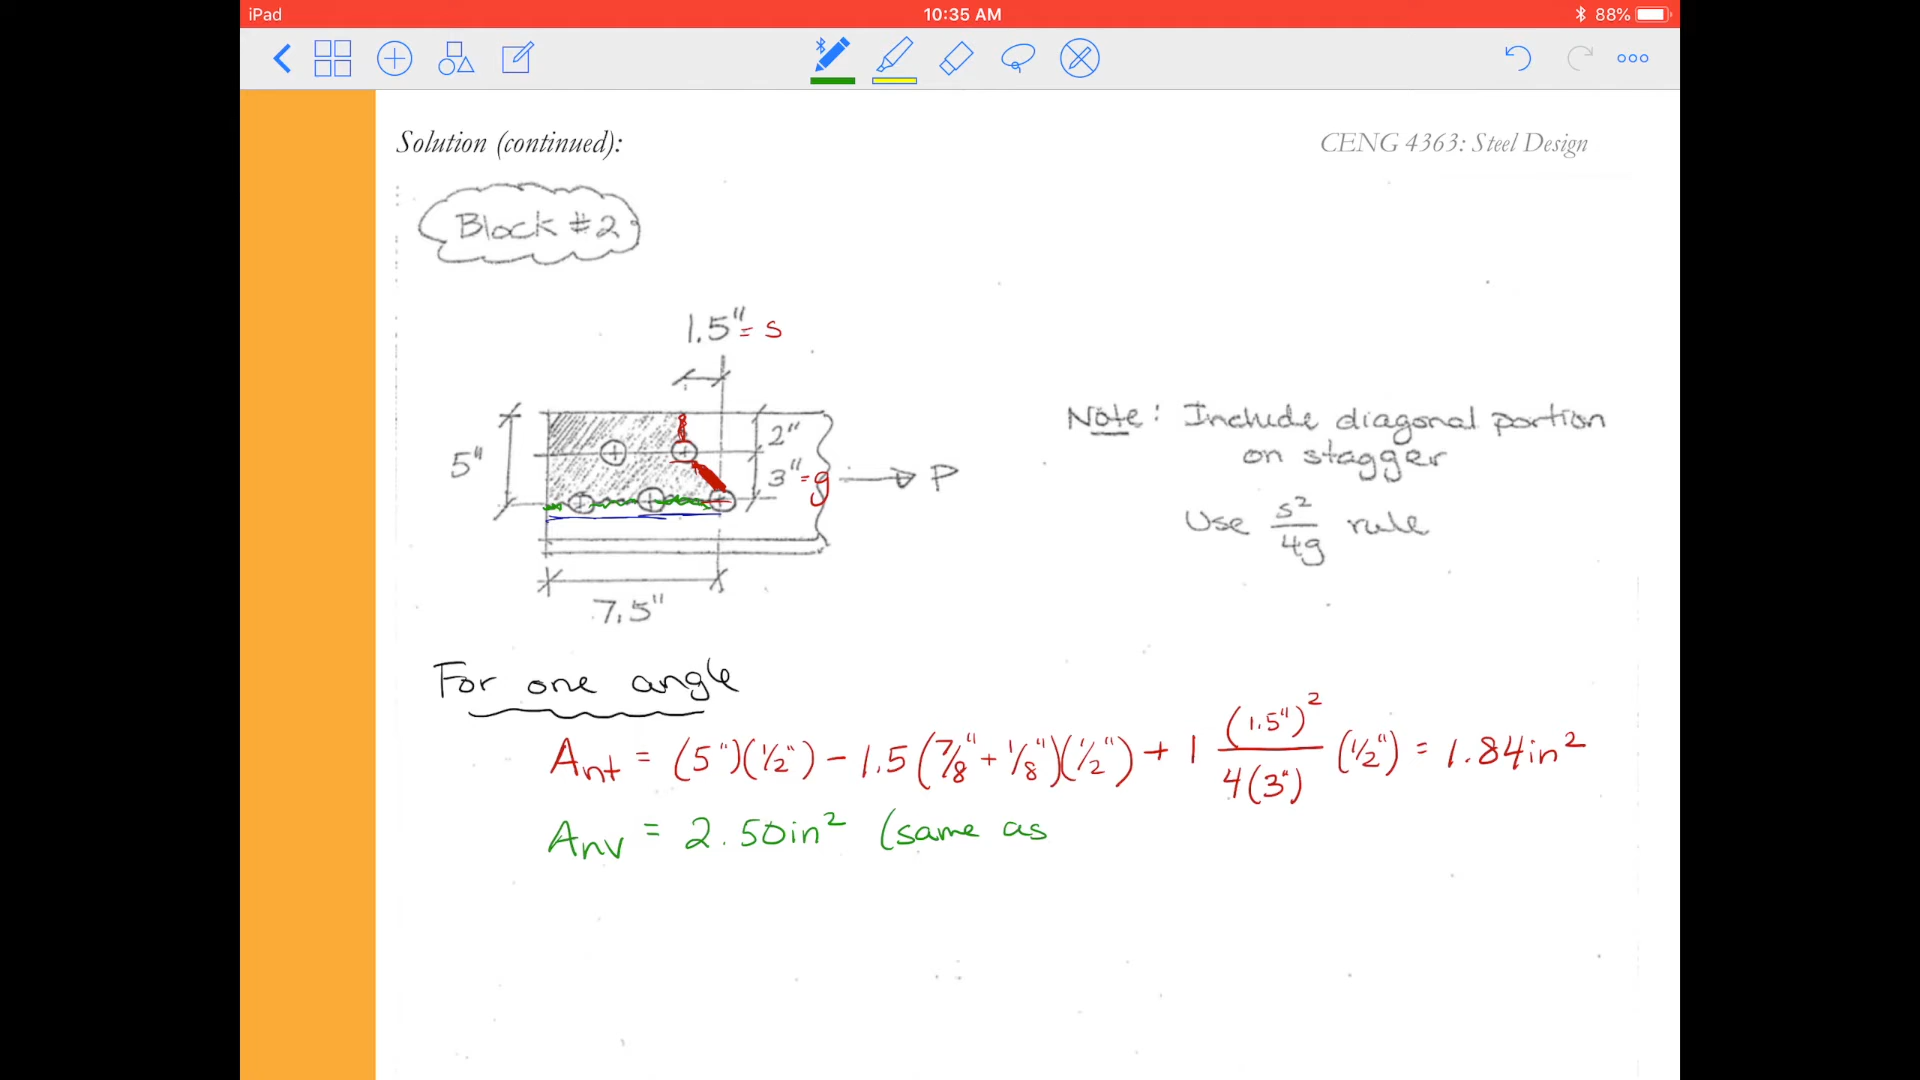 iPad
10:35 AM
88%
Solution (continued):
CENG 4363: Steel Design
Block #2
1.5" = s
5"
2"
3" = g
P
7.5"
Note: Include diagonal portion
on stagger
Use s²/4g rule
For one angle
Ant = (5")(1/2") - 1.5(7/8" + 1/8")(1/2") + 1 (1.5")²/4(3") (1/2") = 1.84in²
Anv = 2.50in² (same as